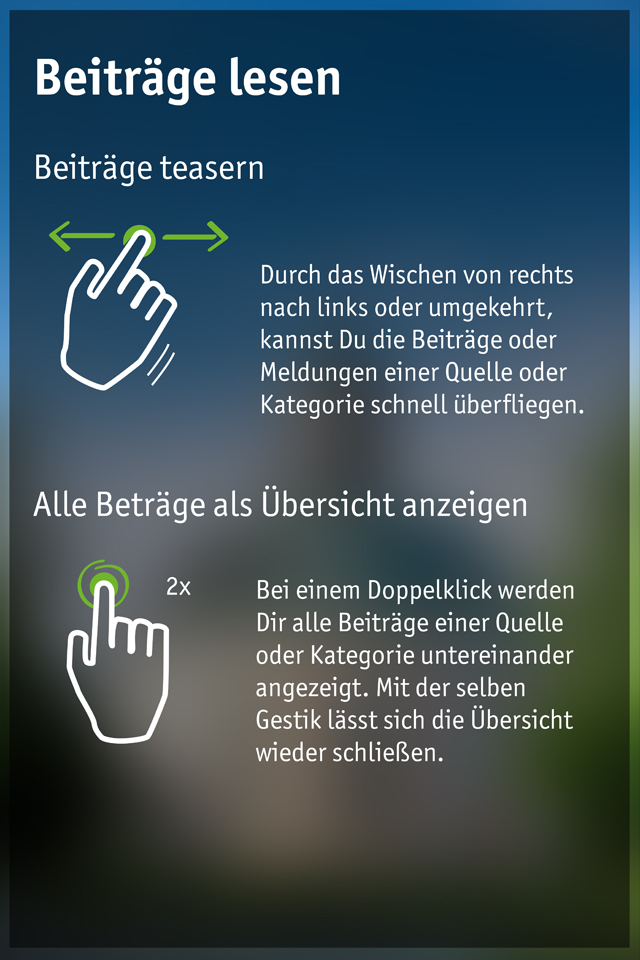 Beiträge lesen
Beiträge teasern
Durch das Wischen von rechts
nach links oder umgekehrt,
kannst Du die Beiträge oder
Meldungen einer Quelle oder
Kategorie schnell überfliegen.
Alle Beträge als Übersicht anzeigen
2x
Bei einem Doppelklick werden
Dir alle Beiträge einer Quelle
oder Kategorie untereinander
angezeigt. Mit der selben
Gestik lässt sich die Übersicht
wieder schließen.